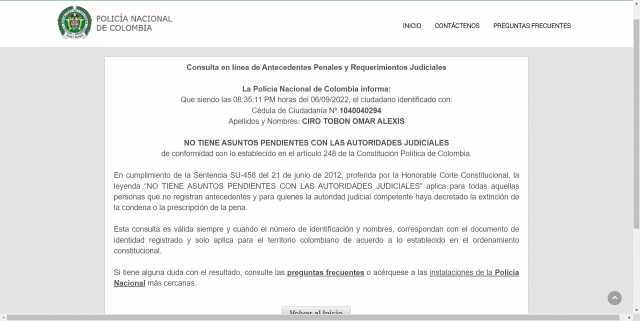 POLICÍA NACIONAL
DE COLOMBIA
INICIO CONTÁCTENOS PREGUNTAS FRECUENTES
Consulta en línea de Antecedentes Penales y Requerimientos Judiciales
La Policía Nacional de Colombia informa:
Que siendo las 08:35:11 PM horas del 06/09/2022, el ciudadano identificado con:
Cédula de Ciudadanía Nº 1040040294
Apellidos y Nombres: CIRO TOBON OMAR ALEXIS
NO TIENE ASUNTOS PENDIENTES CON LAS AUTORIDADES JUDICIALES
de conformidad con lo establecido en el artículo 248 de la Constitución Política de Colombia.
En cumplimiento de la Sentencia SU-458 del 21 de junio de 2012, proferida por la Honorable Corte Constitucional, la
leyenda "NO TIENE ASUNTOS PENDIENTES CON LAS AUTORIDADES JUDICIALES" aplica para todas aquellas
personas que no registran antecedentes y para quienes la autoridad judicial competente haya decretado la extinción de
la condena o la prescripción de la pena.
Esta consulta es válida siempre y cuando el número de identificación y nombres, correspondan con el documento de
identidad registrado y solo aplica para el territorio colombiano de acuerdo a lo establecido en el ordenamiento
constitucional.
Si tiene alguna duda con el resultado, consulte las preguntas frecuentes o acérquese a las instalaciones de la Policía
Nacional más cercanas.
Volver al Inicio